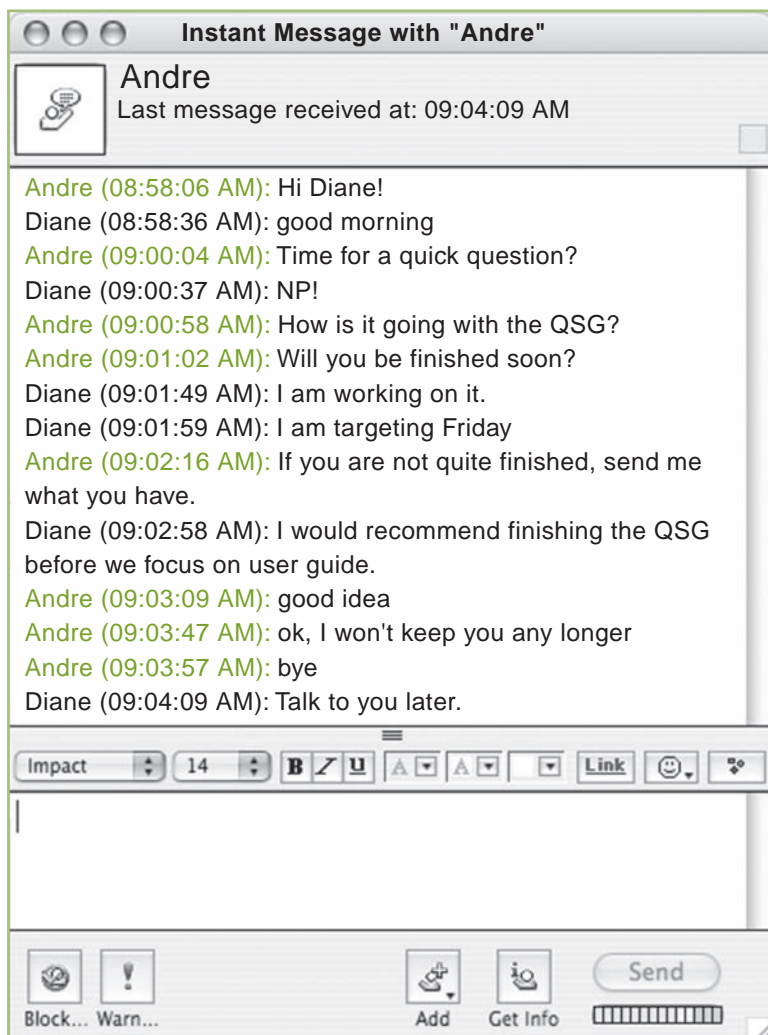 Instant Message with "Andre"
Andre
Last message received at: 09:04:09 AM
Andre (08:58:06 AM): Hi Diane!
Diane (08:58:36 AM): good morning
Andre (09:00:04 AM): Time for a quick question?
Diane (09:00:37 AM): NP!
Andre (09:00:58 AM): How is it going with the QSG?
Andre (09:01:02 AM): Will you be finished soon?
Diane (09:01:49 AM): I am working on it.
Diane (09:01:59 AM): I am targeting Friday
Andre (09:02:16 AM): If you are not quite finished, send me
what you have.
Diane (09:02:58 AM): I would recommend finishing the QSG
before we focus on user guide.
Andre (09:03:09 AM): good idea
Andre (09:03:47 AM): ok, I won't keep you any longer
Andre (09:03:57 AM): bye
Diane (09:04:09 AM): Talk to you later.
Impact 14 B I U A A Link
Send
Block... Warn... Add Get Info